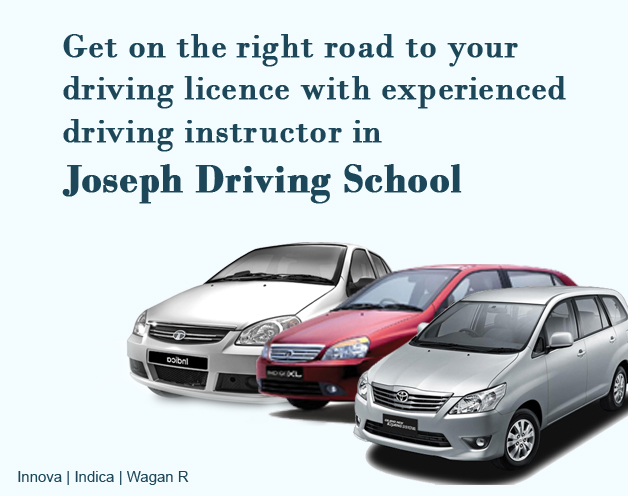 Get on the right road to your
driving licence with experienced
driving instructor in
Joseph Driving School
Indica
Innova | Indica | Wagan R